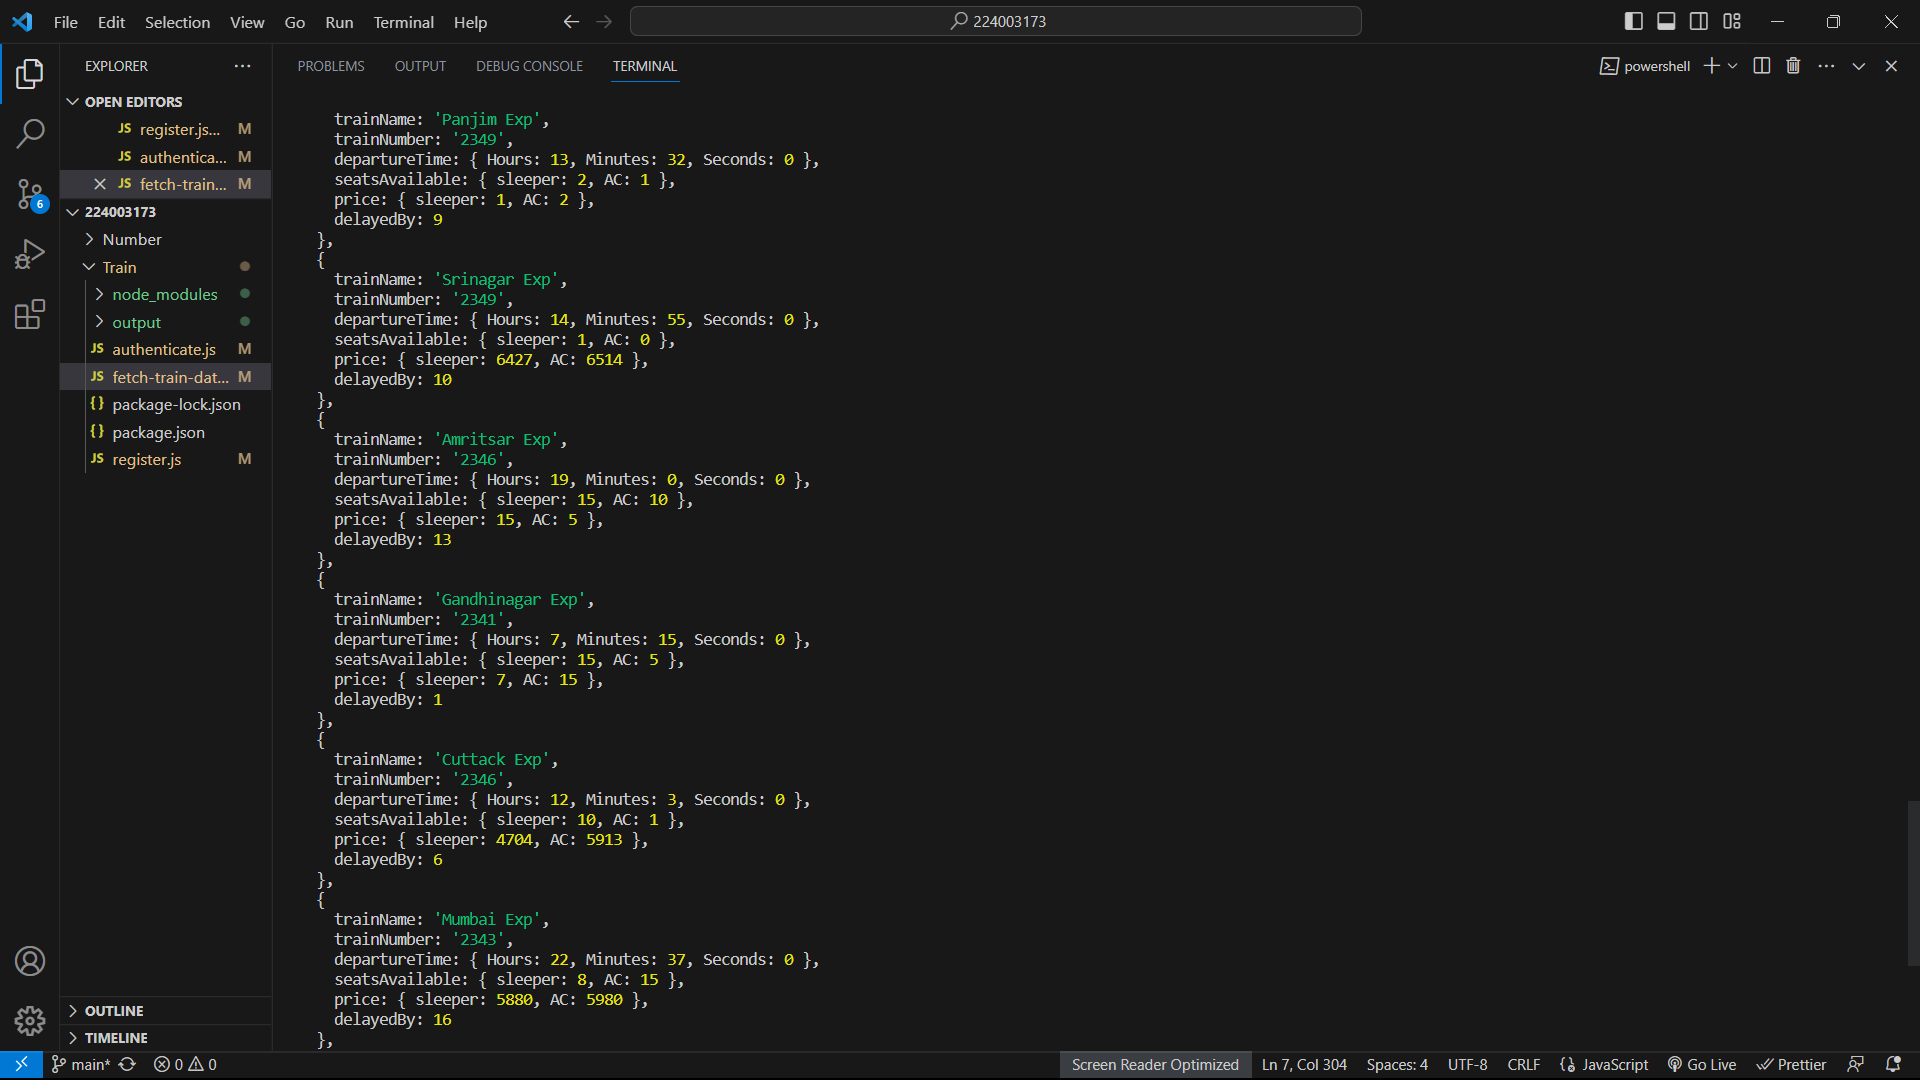 File Edit Selection View Go Run Terminal Help
224003173
EXPLORER
OPEN EDITORS
JS register.js... M
JS authentica... M
JS fetch-train... M
224003173
Number
Train
node_modules
output
JS authenticate.js M
JS fetch-train-dat... M
{} package-lock.json
{} package.json
JS register.js M
OUTLINE
TIMELINE
6
PROBLEMS OUTPUT DEBUG CONSOLE TERMINAL
powershell
trainName: 'Panjim Exp',
trainNumber: '2349',
departureTime: { Hours: 13, Minutes: 32, Seconds: 0 },
seatsAvailable: { sleeper: 2, AC: 1 },
price: { sleeper: 1, AC: 2 },
delayedBy: 9
},
{
trainName: 'Srinagar Exp',
trainNumber: '2349',
departureTime: { Hours: 14, Minutes: 55, Seconds: 0 },
seatsAvailable: { sleeper: 1, AC: 0 },
price: { sleeper: 6427, AC: 6514 },
delayedBy: 10
},
{
trainName: 'Amritsar Exp',
trainNumber: '2346',
departureTime: { Hours: 19, Minutes: 0, Seconds: 0 },
seatsAvailable: { sleeper: 15, AC: 10 },
price: { sleeper: 15, AC: 5 },
delayedBy: 13
},
{
trainName: 'Gandhinagar Exp',
trainNumber: '2341',
departureTime: { Hours: 7, Minutes: 15, Seconds: 0 },
seatsAvailable: { sleeper: 15, AC: 5 },
price: { sleeper: 7, AC: 15 },
delayedBy: 1
},
{
trainName: 'Cuttack Exp',
trainNumber: '2346',
departureTime: { Hours: 12, Minutes: 3, Seconds: 0 },
seatsAvailable: { sleeper: 10, AC: 1 },
price: { sleeper: 4704, AC: 5913 },
delayedBy: 6
},
{
trainName: 'Mumbai Exp',
trainNumber: '2343',
departureTime: { Hours: 22, Minutes: 37, Seconds: 0 },
seatsAvailable: { sleeper: 8, AC: 15 },
price: { sleeper: 5880, AC: 5980 },
delayedBy: 16
},
main* 0 0 Screen Reader Optimized Ln 7, Col 304 Spaces: 4 UTF-8 CRLF JavaScript Go Live Prettier